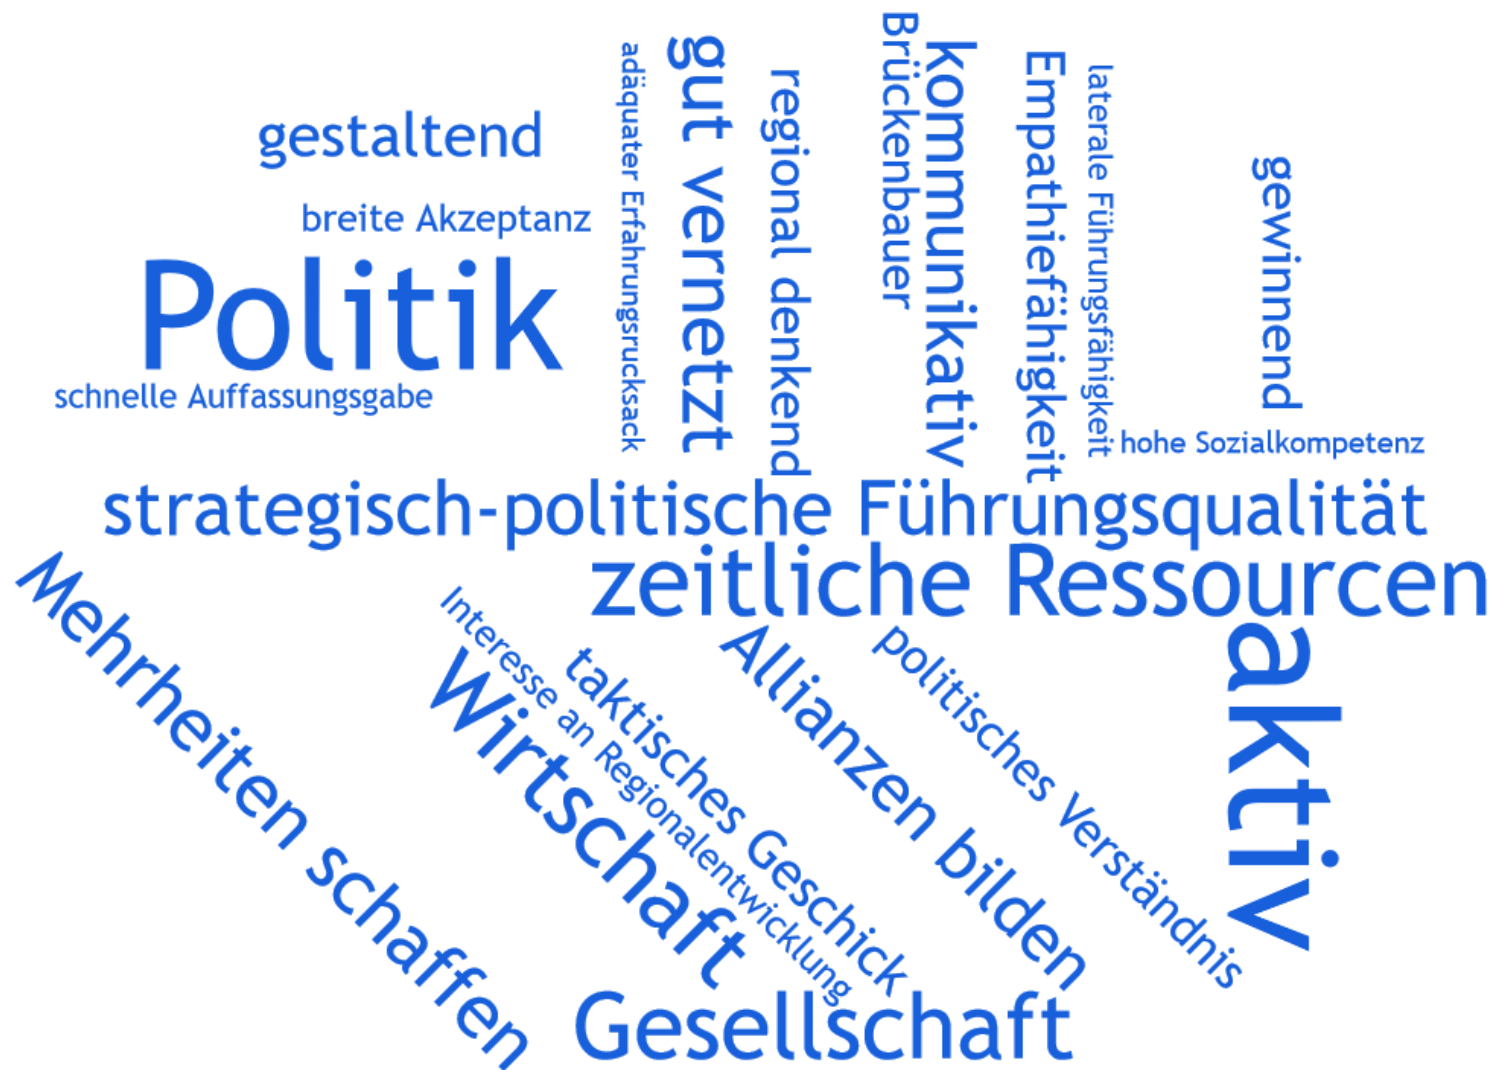 gestaltend
breite Akzeptanz
Politik
schnelle Auffassungsgabe
adäquater Erfahrungsrucksack
gut vernetzt
regional denkend
Brückenbauer
kommunikativ
Empathiefähigkeit
laterale Führungsfähigkeit
gewinnend
hohe Sozialkompetenz
strategisch-politische Führungsqualität
zeitliche Ressourcen
Mehrheiten schaffen
Wirtschaft
Interesse an Regionalentwicklung
taktisches Geschick
Allianzen bilden
politisches Verständnis
aktiv
Gesellschaft